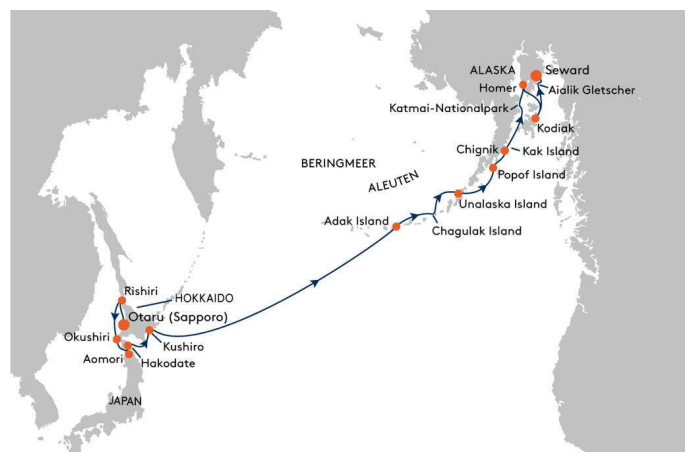 ALASKA
Seward
Homer
Aialik Gletscher
Katmai-Nationalpark
Kodiak
Chignik
Kak Island
BERINGMEER
Popof Island
ALEUTEN
Unalaska Island
Adak Island
Chagulak Island
Rishiri
HOKKAIDO
Otaru (Sapporo)
Okushiri
Kushiro
Aomori
Hakodate
JAPAN